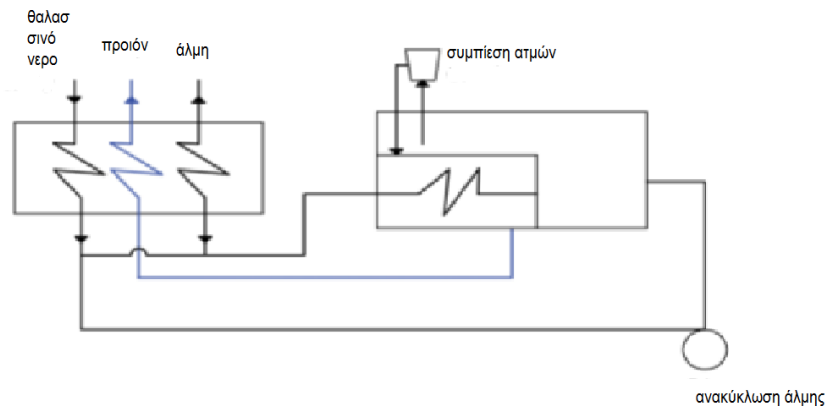 θαλασ
σινό
νερο
προιόν
άλμη
συμπίεση ατμών
ανακύκλωση άλμης